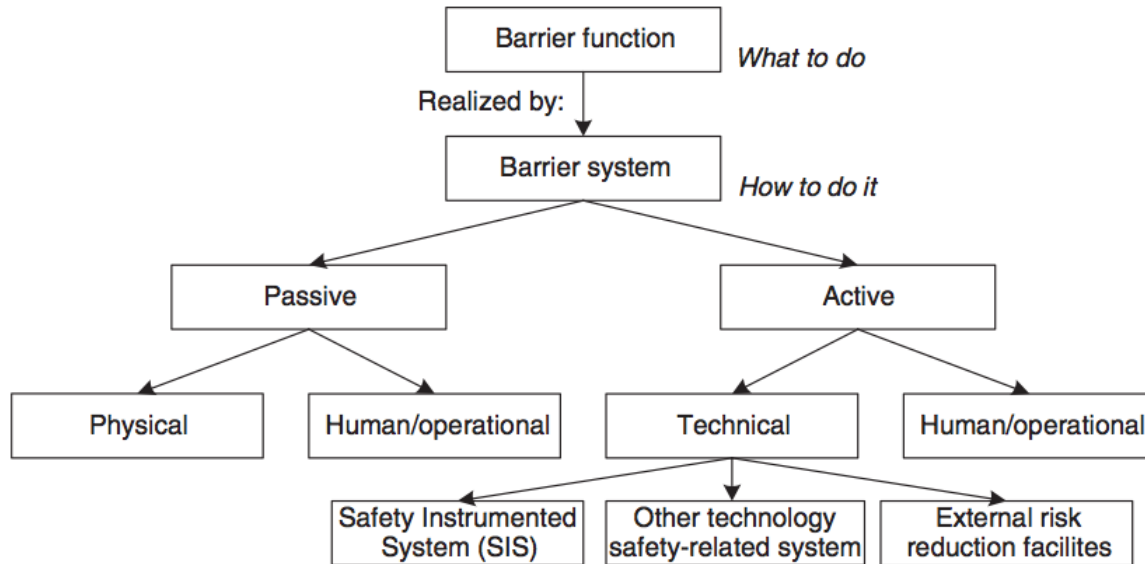 Barrier function
What to do
Realized by:
Barrier system
How to do it
Passive
Active
Physical
Human/operational
Technical
Human/operational
Safety Instrumented
System (SIS)
Other technology
safety-related system
External risk
reduction facilites